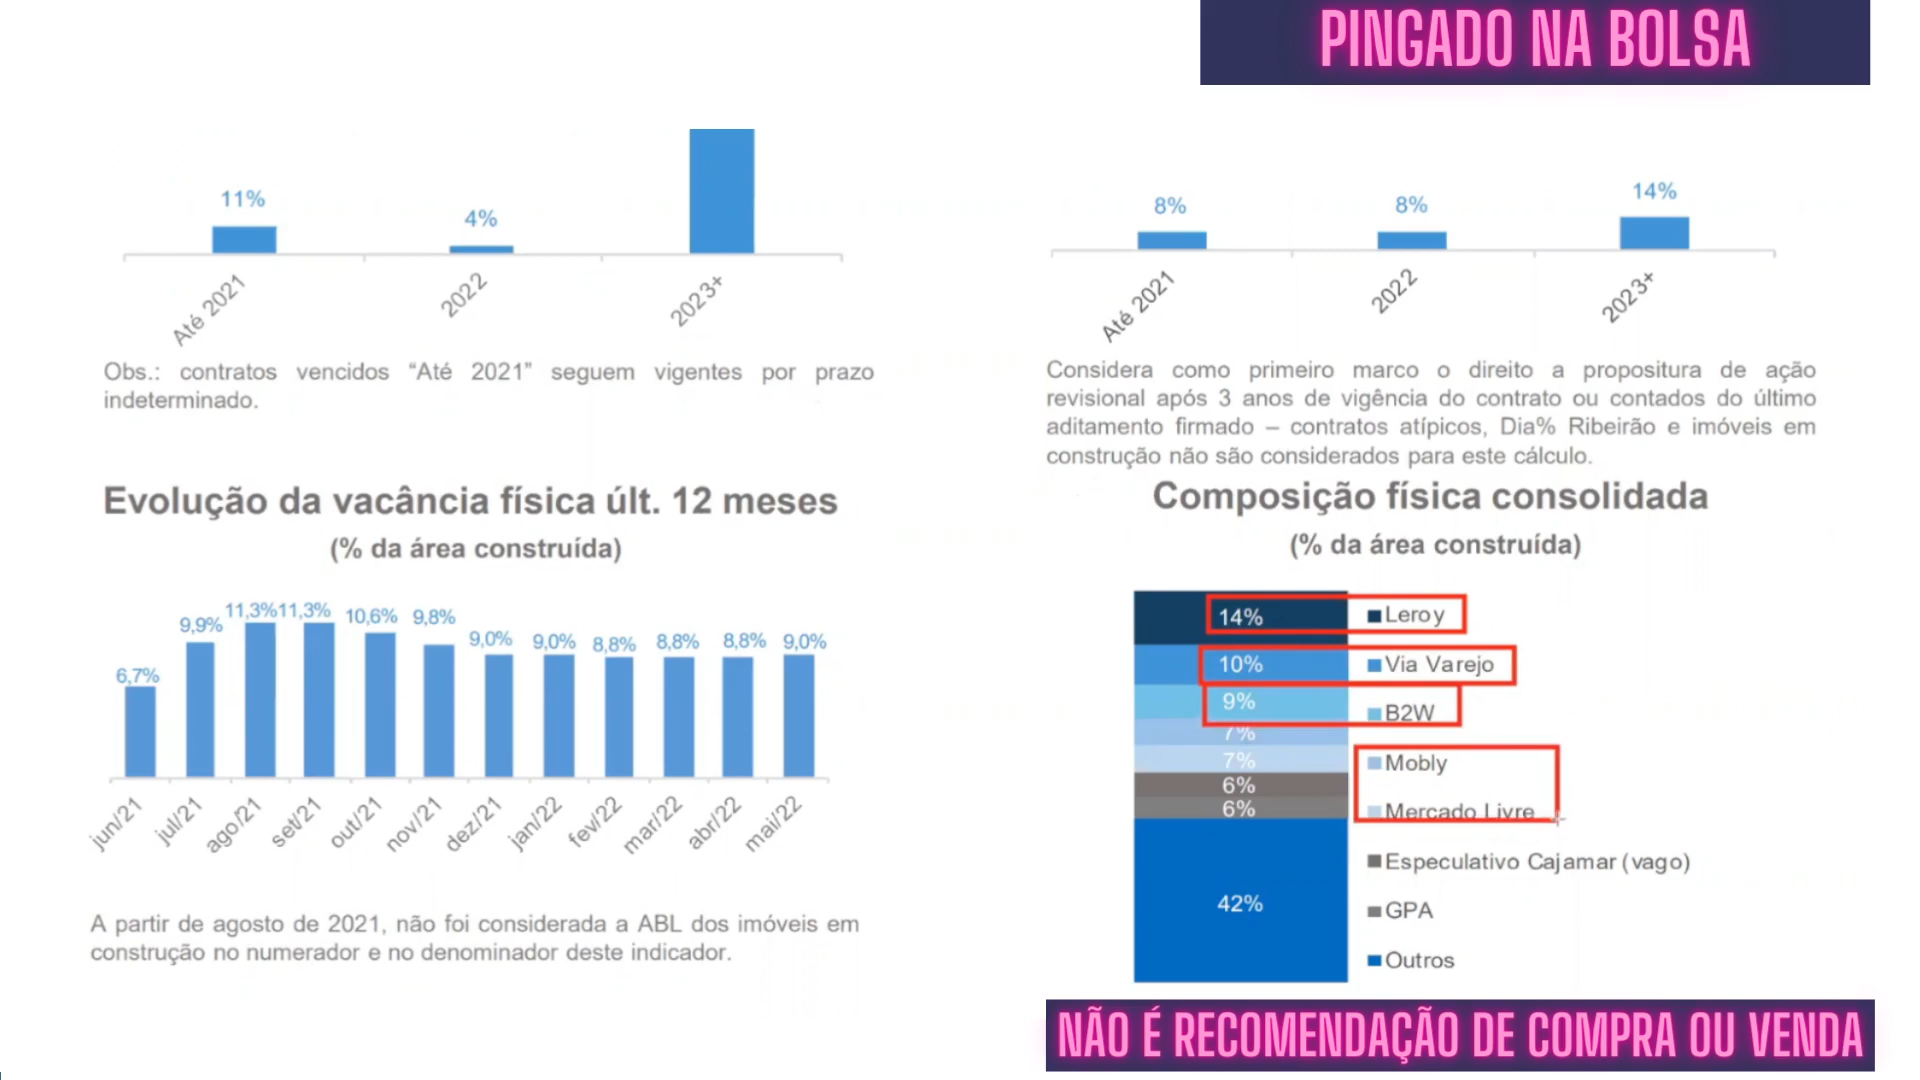 PINGADO NA BOLSA
11%
4%
Até 2021
2022
2023+
Obs.: contratos vencidos “Até 2021” seguem vigentes por prazo
indeterminado.
8%
8%
14%
Até 2021
2022
2023+
Considera como primeiro marco o direito a propositura de ação
revisional após 3 anos de vigência do contrato ou contados do último
aditamento firmado – contratos atípicos, Dia% Ribeirão e imóveis em
construção não são considerados para este cálculo.
Evolução da vacância física últ. 12 meses
(% da área construída)
6,7%
9,9%
11,3%
11,3%
10,6%
9,8%
9,0%
9,0%
8,8%
8,8%
8,8%
9,0%
jun/21
jul/21
ago/21
set/21
out/21
nov/21
dez/21
jan/22
fev/22
mar/22
abr/22
mai/22
A partir de agosto de 2021, não foi considerada a ABL dos imóveis em
construção no numerador e no denominador deste indicador.
Composição física consolidada
(% da área construída)
14%
10%
9%
7%
7%
6%
6%
42%
Leroy
Via Varejo
B2W
Mobly
Mercado Livre
Especulativo Cajamar (vago)
GPA
Outros
NÃO É RECOMENDAÇÃO DE COMPRA OU VENDA